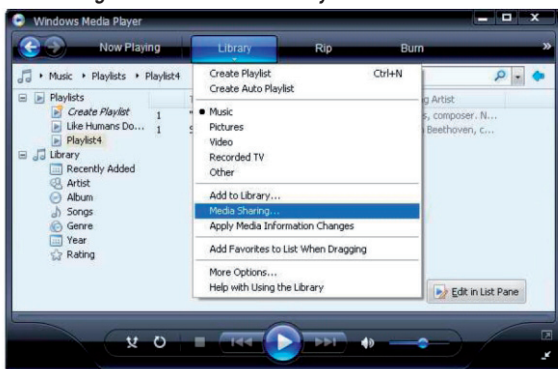 Windows Media Player
Now Playing Library Rip Burn
Music Playlists Playlist4
Playlists
Create Playlist 1
Like Humans Do... 1
Playlist4
Library
Recently Added
Artist
Album
Songs
Genre
Year
Rating
Create Playlist Ctrl+N
Create Auto Playlist
Music
Pictures
Video
Recorded TV
Other
Add to Library...
Media Sharing...
Apply Media Information Changes
Add Favorites to List When Dragging
More Options...
Help with Using the Library
g Artist
s, composer. N...
Beethoven, c...
Edit in List Pane